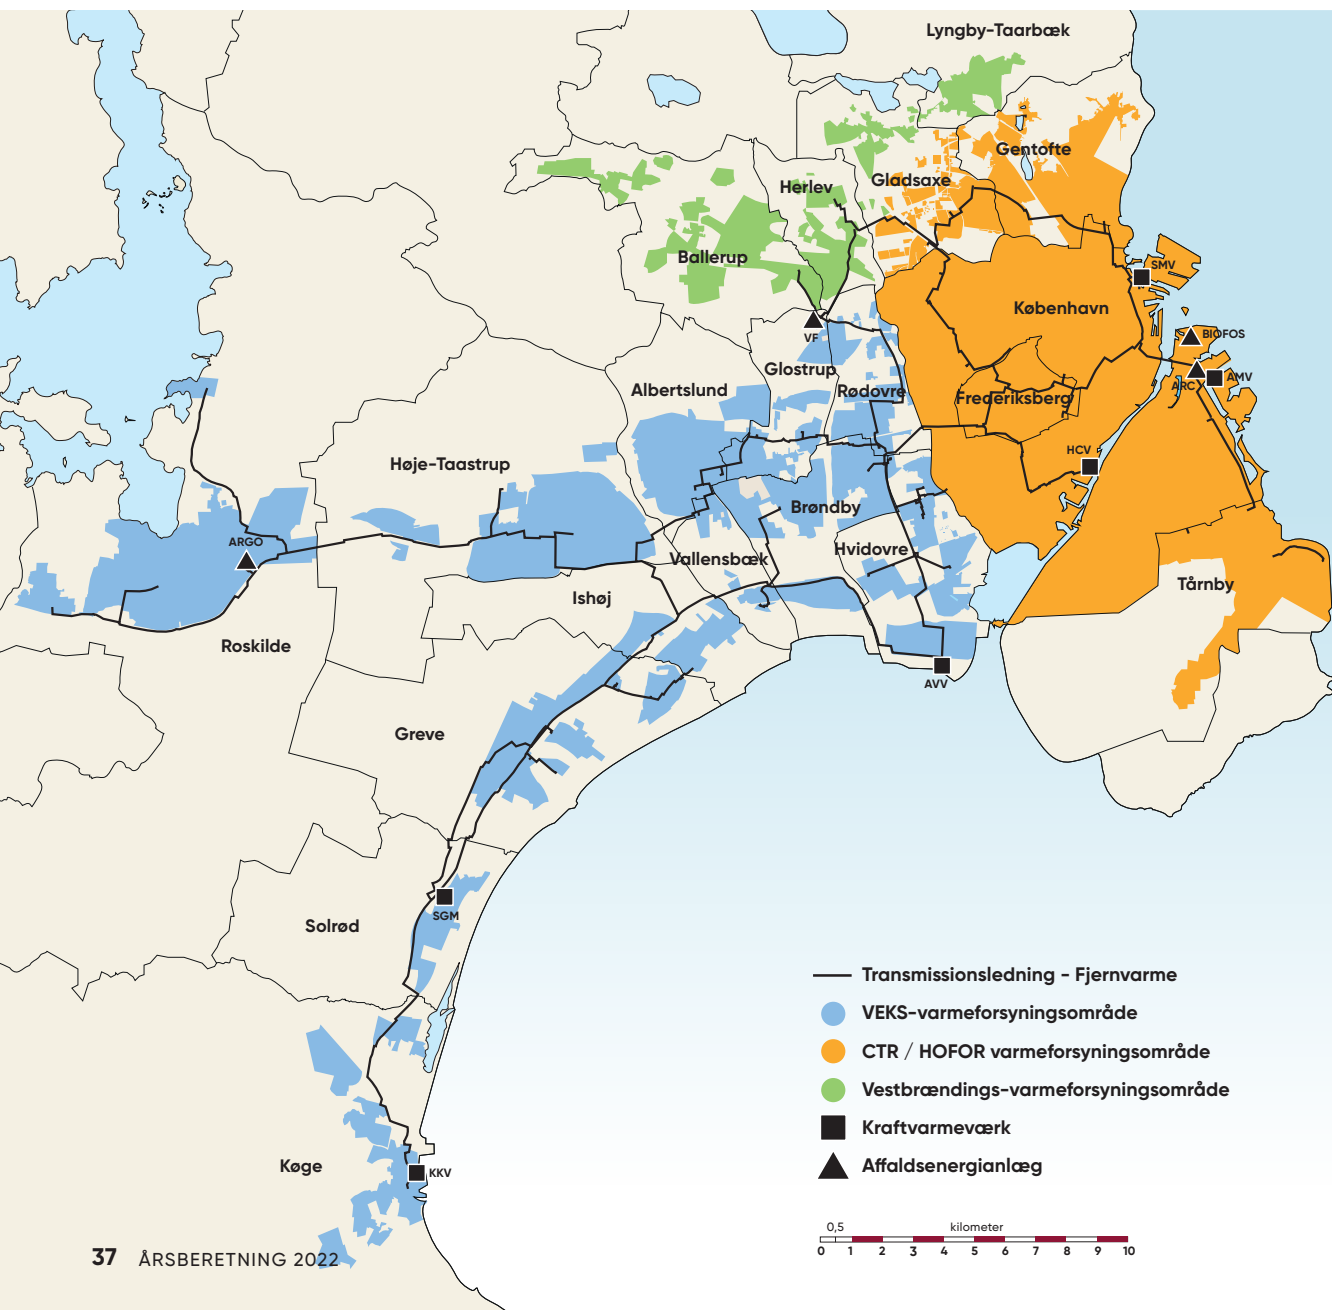 Lyngby-Taarbæk
Gentofte
Gladsaxe
Herlev
Ballerup
SMV
København
BIOFOS
VF
Glostrup
ARC
AMV
Albertslund
Rødovre
Frederiksberg
HCV
Høje-Taastrup
Brøndby
ARGO
Vallensbæk
Hvidovre
Tårnby
Ishøj
Roskilde
AVV
Greve
SGM
Solrød
Transmissionsledning - Fjernvarme
VEKS-varmeforsyningsområde
CTR / HOFOR varmeforsyningsområde
Vestbrændings-varmeforsyningsområde
Kraftvarmeværk
Affaldsenergianlæg
Køge
KKV
0,5 kilometer
0 1 2 3 4 5 6 7 8 9 10
37 ÅRSBERETNING 2022